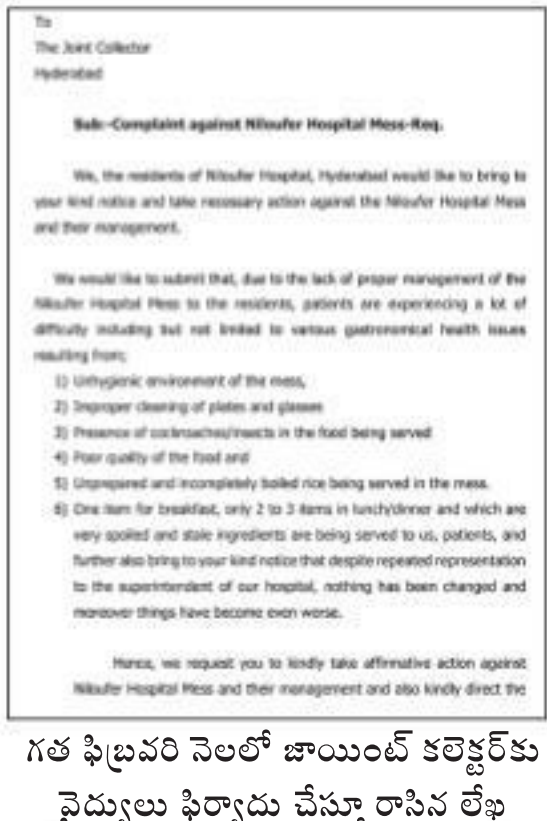 To
The Joint Collector
Hyderabad
Sub:-Complaint against Niloufer Hospital Mess-Req.
We, the residents of Niloufer Hospital, Hyderabad would like to bring to
your kind notice and take necessary action against the Niloufer Hospital Mess
and their management.
We would like to submit that, due to the lack of proper management of the
Niloufer Hospital Mess to the residents, patients are experiencing a lot of
difficulty including but not limited to various gastronomical health issues
resulting from;
1) Unhygienic environment of the mess,
2) Improper cleaning of plates and glasses
3) Presence of cockroaches/insects in the food being served
4) Poor quality of the food and
5) Unprepared and incompletely boiled rice being served in the mess.
6) One item for breakfast, only 2 to 3 items in lunch/dinner and which are
very spoiled and stale ingredients are being served to us, patients, and
further also bring to your kind notice that despite repeated representation
to the superintendent of our hospital, nothing has been changed and
moreover things have become even worse.
Hence, we request you to kindly take affirmative action against
Niloufer Hospital Mess and their management and also kindly direct the
గత ఫిబ్రవరి నెలలో జాయింట్ కలెక్టర్‌కు
వైద్యులు ఫిర్యాదు చేస్తూ రాసిన లేఖ